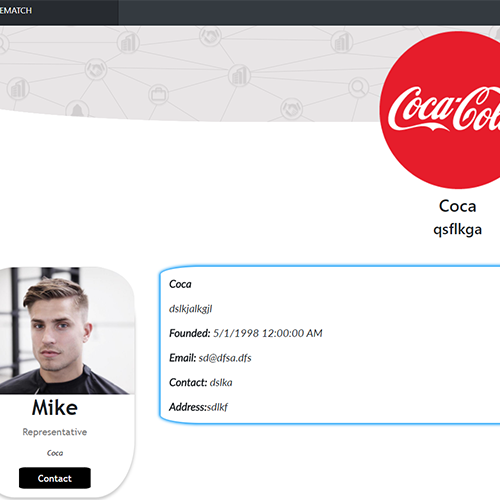 EMATCH
Coca-Col
Coca
qsflkga
Coca
dslkjalkgjl
Founded: 5/1/1998 12:00:00 AM
Email: sd@dfsa.dfs
Contact: dslka
Address:sdlkf
Mike
Representative
Coca
Contact